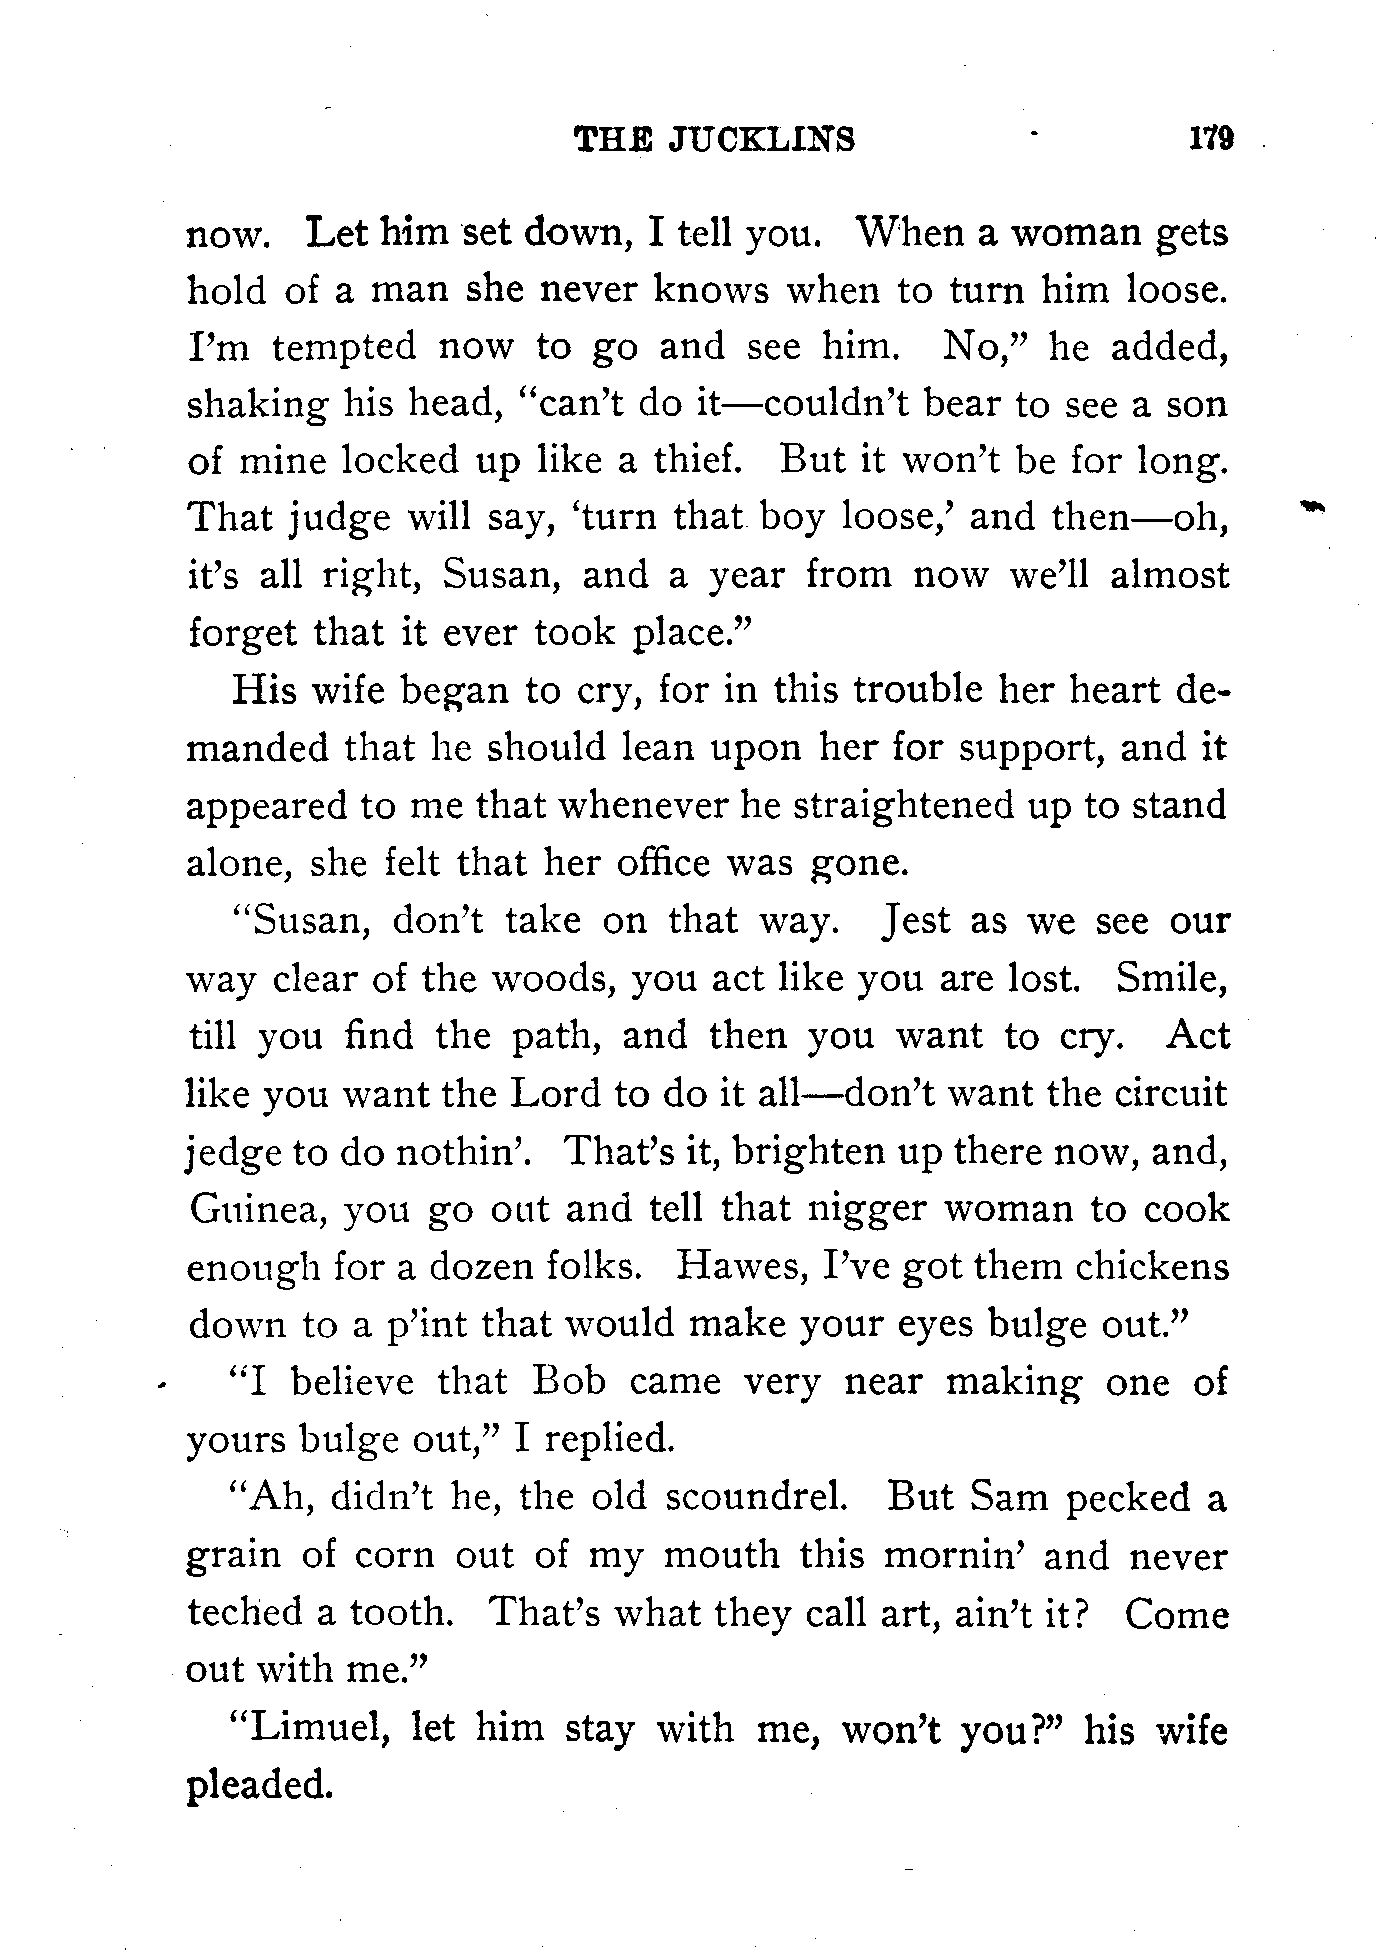 THE JUCKLINS 179
now. Let him set down, I tell you. When a woman gets
hold of a man she never knows when to turn him loose.
I’m tempted now to go and see him. No,” he added,
shaking his head, “can’t do it—couldn’t bear to see a son
of mine locked up like a thief. But it won’t be for long.
That judge will say, ‘turn that boy loose,’ and then—oh,
it’s all right, Susan, and a year from now we’ll almost
forget that it ever took place.”
His wife began to cry, for in this trouble her heart de-
manded that he should lean upon her for support, and it
appeared to me that whenever he straightened up to stand
alone, she felt that her office was gone.
“Susan, don’t take on that way. Jest as we see our
way clear of the woods, you act like you are lost. Smile,
till you find the path, and then you want to cry. Act
like you want the Lord to do it all—don’t want the circuit
jedge to do nothin’. That’s it, brighten up there now, and,
Guinea, you go out and tell that nigger woman to cook
enough for a dozen folks. Hawes, I’ve got them chickens
down to a p’int that would make your eyes bulge out.”
“I believe that Bob came very near making one of
yours bulge out,” I replied.
“Ah, didn’t he, the old scoundrel. But Sam pecked a
grain of corn out of my mouth this mornin’ and never
teched a tooth. That’s what they call art, ain’t it? Come
out with me.”
“Limuel, let him stay with me, won’t you?” his wife
pleaded.